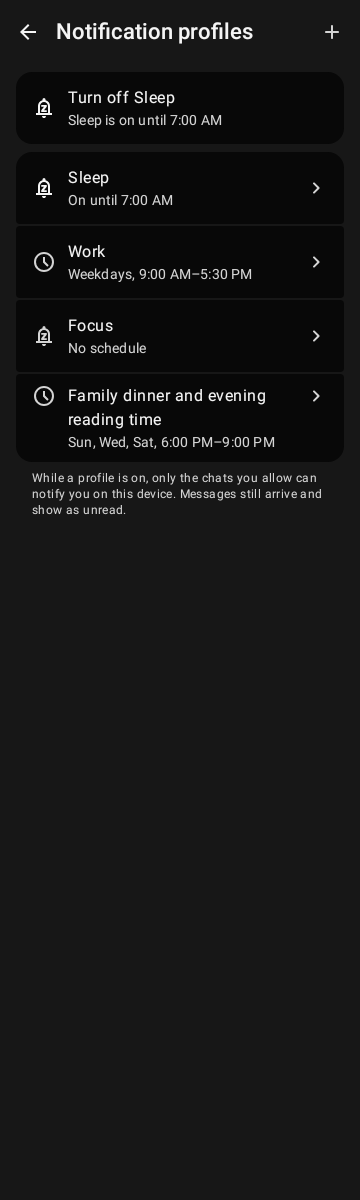 Notification profiles
Turn off Sleep
Sleep is on until 7:00 AM
Sleep
On until 7:00 AM
Work
Weekdays, 9:00 AM–5:30 PM
Focus
No schedule
Family dinner and evening
reading time
Sun, Wed, Sat, 6:00 PM–9:00 PM
While a profile is on, only the chats you allow can
notify you on this device. Messages still arrive and
show as unread.